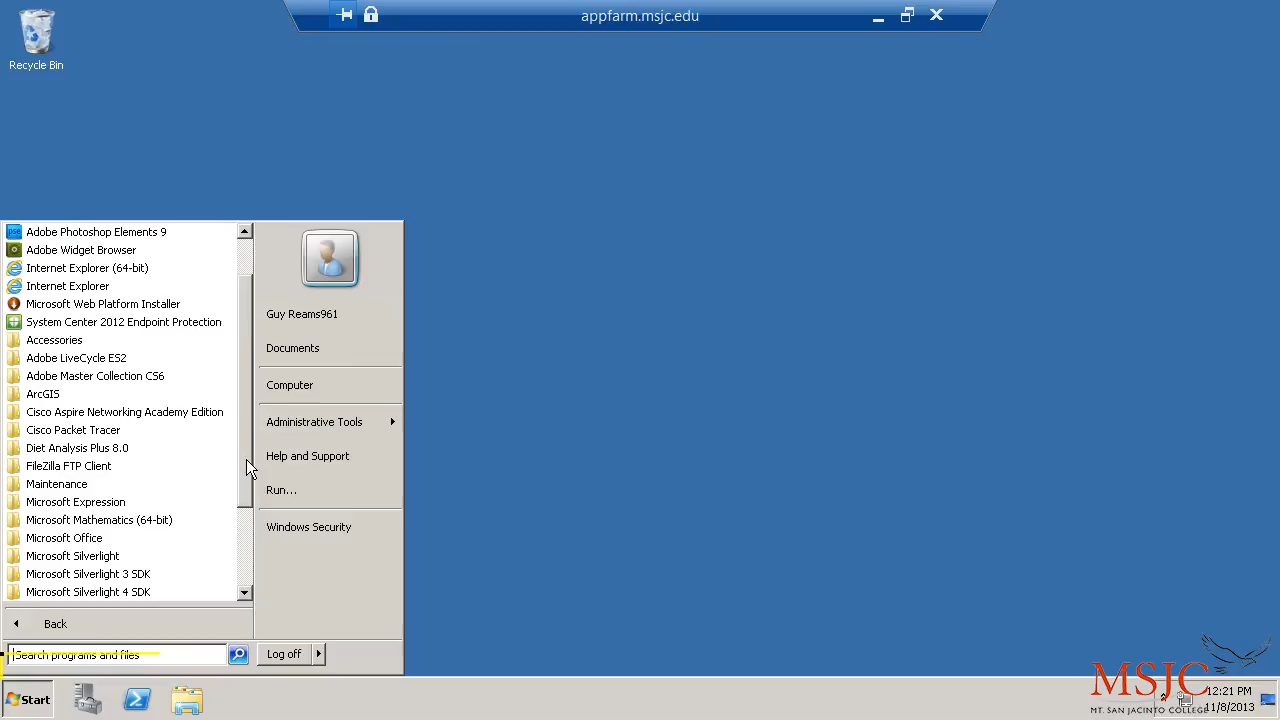 appfarm.msjc.edu
Recycle Bin
Adobe Photoshop Elements 9
Adobe Widget Browser
Internet Explorer (64-bit)
Internet Explorer
Microsoft Web Platform Installer
System Center 2012 Endpoint Protection
Accessories
Adobe LiveCycle ES2
Adobe Master Collection CS6
ArcGIS
Cisco Aspire Networking Academy Edition
Cisco Packet Tracer
Diet Analysis Plus 8.0
FileZilla FTP Client
Maintenance
Microsoft Expression
Microsoft Mathematics (64-bit)
Microsoft Office
Microsoft Silverlight
Microsoft Silverlight 3 SDK
Microsoft Silverlight 4 SDK
Back
Search programs and files
Guy Reams961
Documents
Computer
Administrative Tools
Help and Support
Run...
Windows Security
Log off
Start
MSJC
MT. SAN JACINTO COLLEGE
12:21 PM
11/8/2013